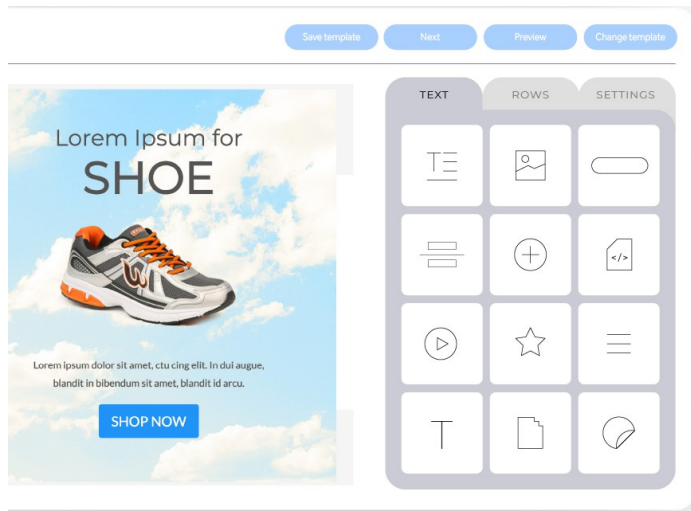 Save template
Next
Preview
Change template
TEXT
ROWS
SETTINGS
Lorem Ipsum for
SHOE
Lorem ipsum dolor sit amet, ctu cing elit. In dui augue,
blandit in bibendum sit amet, blandit id arcu.
SHOP NOW
T
</>
T